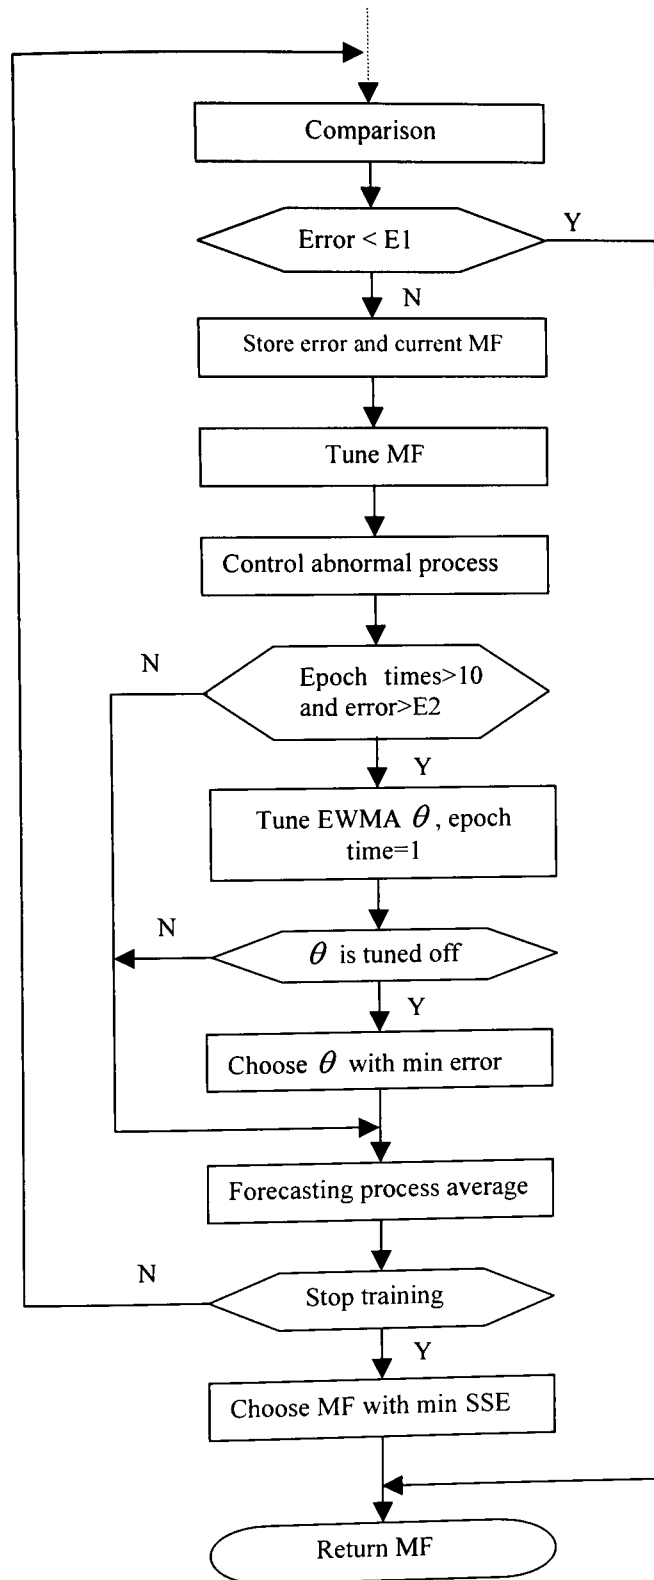 Comparison
Error < E1
Y
N
Store error and current MF
Tune MF
Control abnormal process
N
Epoch times>10
and error>E2
Y
Tune EWMA θ, epoch
time=1
N
θ is tuned off
Y
Choose θ with min error
Forecasting process average
N
Stop training
Y
Choose MF with min SSE
Return MF